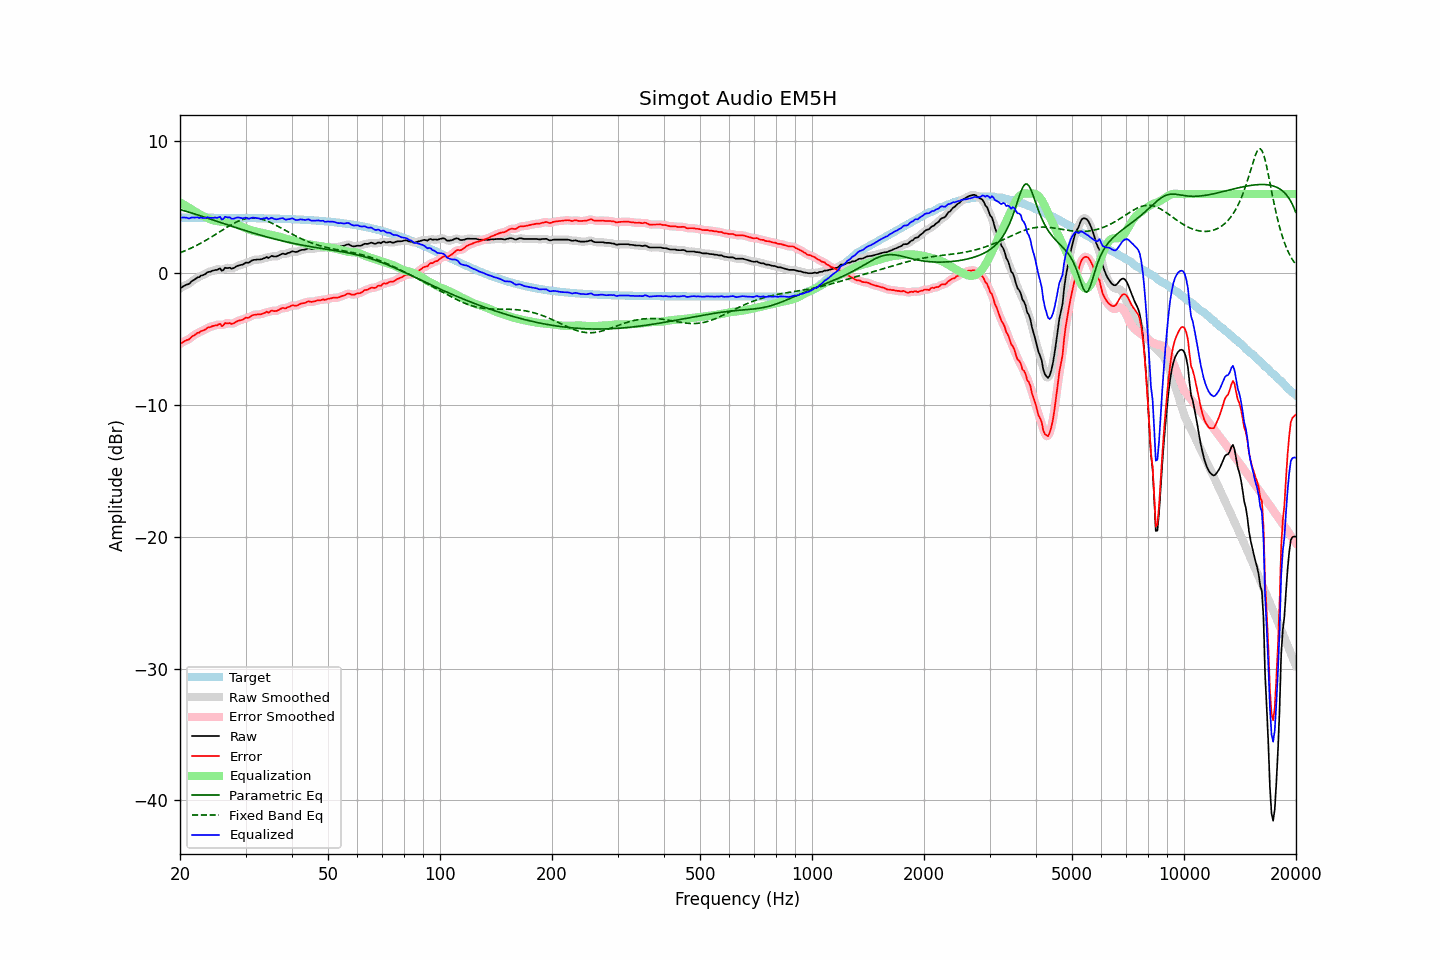 Simgot Audio EM5H
10
0
−10
−20
−30
−40
Amplitude (dBr)
Target
Raw Smoothed
Error Smoothed
Raw
Error
Equalization
Parametric Eq
Fixed Band Eq
Equalized
20 50 100 200 500 1000 2000 5000 10000 20000
Frequency (Hz)